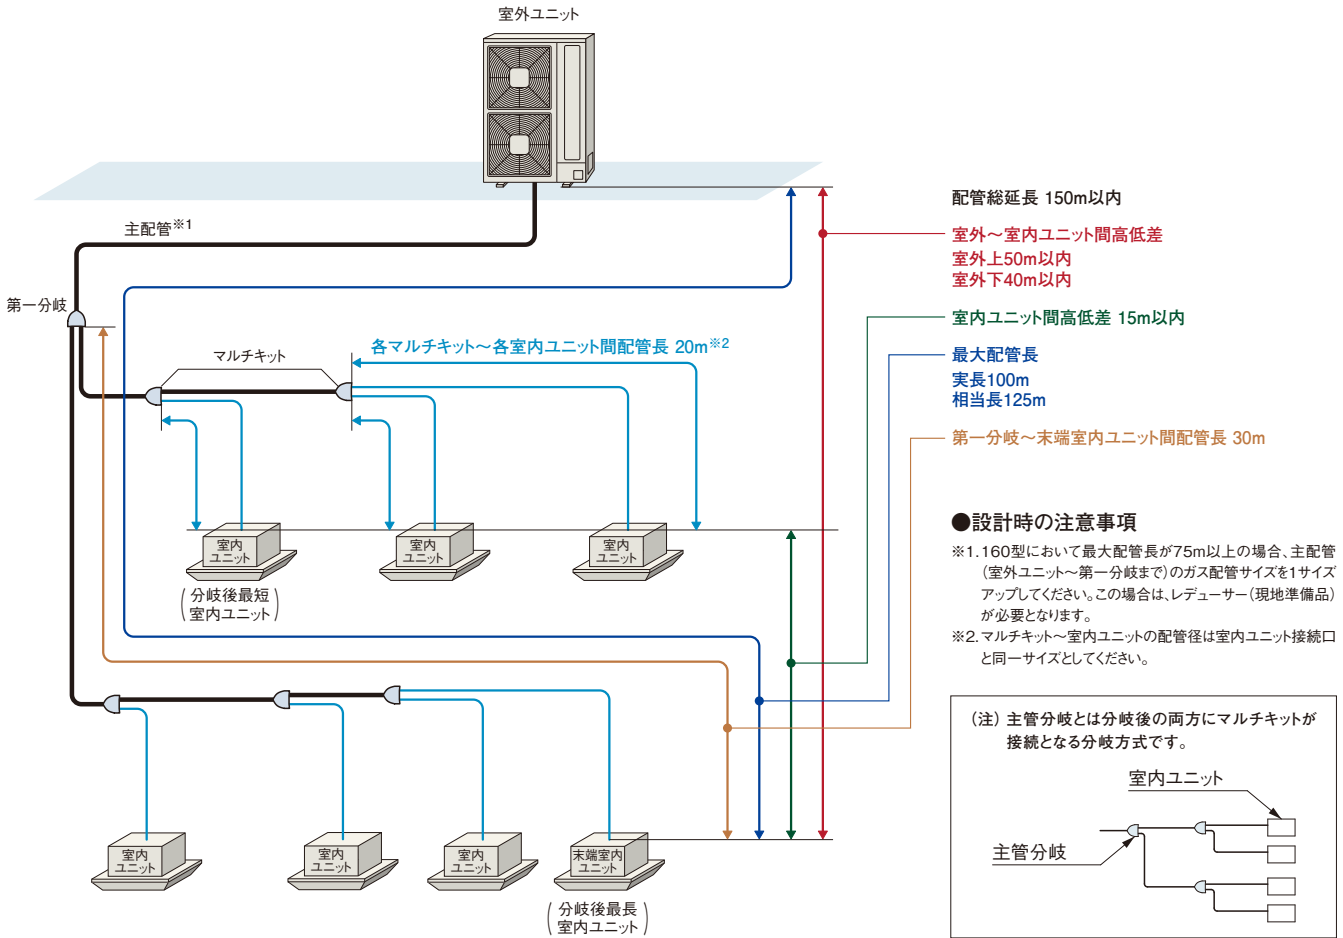 室外ユニット
主配管※1
第一分岐
マルチキット
各マルチキット～各室内ユニット間配管長 20m※2
室内
ユニット
(分岐後最短
室内ユニット)
室内
ユニット
室内
ユニット
室内
ユニット
室内
ユニット
室内
ユニット
末端室内
ユニット
(分岐後最長
室内ユニット)
配管総延長 150m以内
室外～室内ユニット間高低差
室外上50m以内
室外下40m以内
室内ユニット間高低差 15m以内
最大配管長
実長100m
相当長125m
第一分岐～末端室内ユニット間配管長 30m
●設計時の注意事項
※1.160型において最大配管長が75m以上の場合、主配管
(室外ユニット～第一分岐まで)のガス配管サイズを1サイズ
アップしてください。この場合は、レデューサー(現地準備品)
が必要となります。
※2.マルチキット～室内ユニットの配管径は室内ユニット接続口
と同一サイズとしてください。
(注) 主管分岐とは分岐後の両方にマルチキットが
接続となる分岐方式です。
室内ユニット
主管分岐